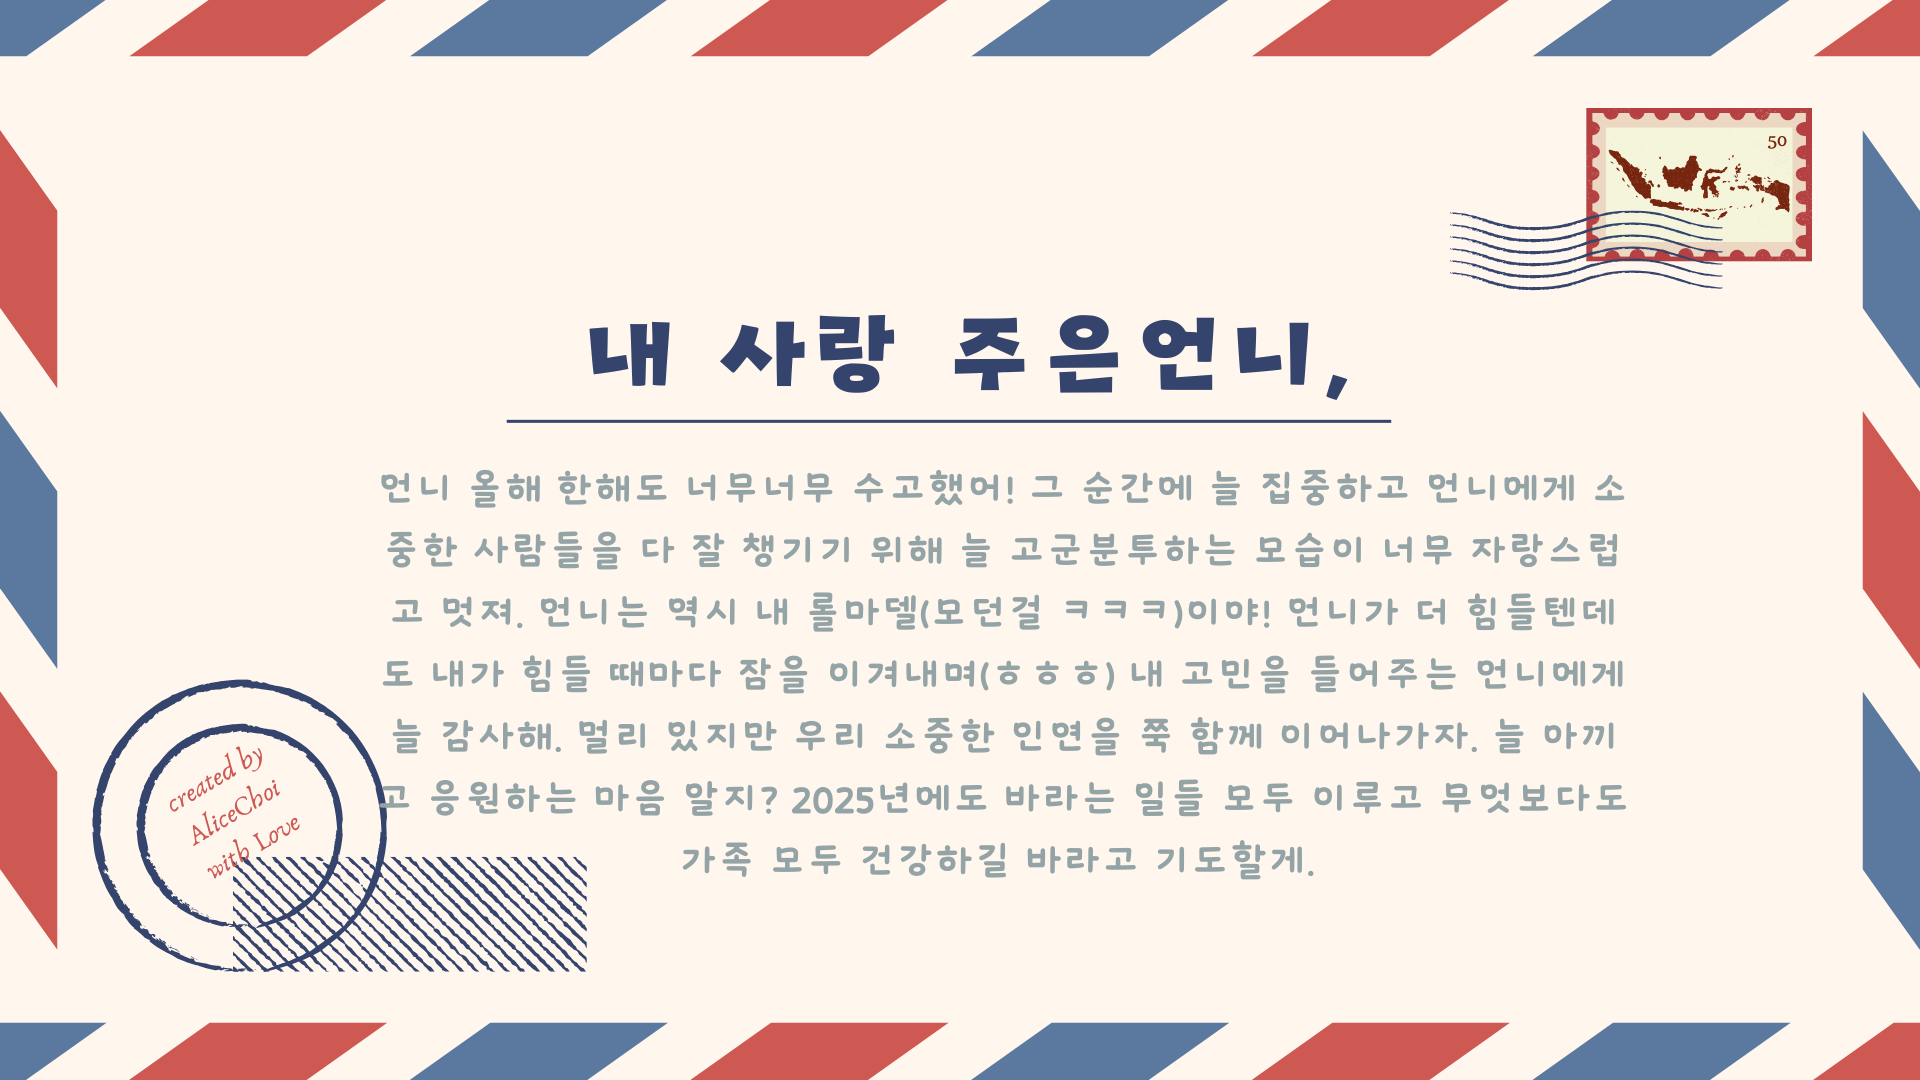 50
내 사랑 주은언니,
언니 올해 한해도 너무너무 수고했어! 그 순간에 늘 집중하고 언니에게 소
중한 사람들을 다 잘 챙기기 위해 늘 고군분투하는 모습이 너무 자랑스럽
고 멋져. 언니는 역시 내 롤마델(모던걸 ㅋㅋㅋ)이야! 언니가 더 힘들텐데
도 내가 힘들 때마다 잠을 이겨내며(ㅎㅎㅎ) 내 고민을 들어주는 언니에게
늘 감사해. 멀리 있지만 우리 소중한 인연을 쭉 함께 이어나가자. 늘 아끼
고 응원하는 마음 알지? 2025년에도 바라는 일들 모두 이루고 무엇보다도
가족 모두 건강하길 바라고 기도할게.
created by
AliceChoi
with Love